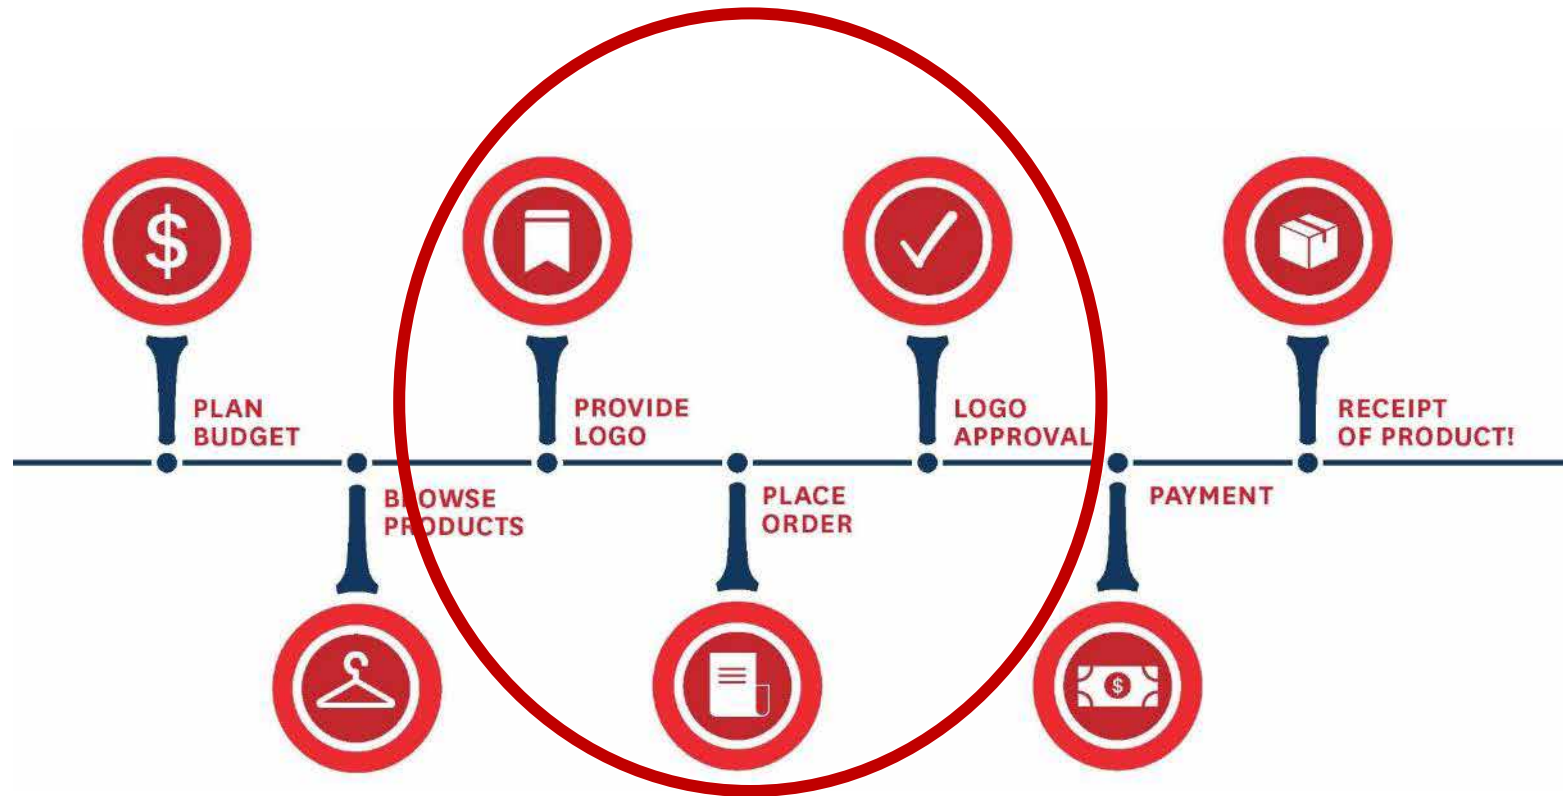 $
PLAN
BUDGET
BROWSE
PRODUCTS
PROVIDE
LOGO
PLACE
ORDER
LOGO
APPROVAL
PAYMENT
$
RECEIPT
OF PRODUCT!